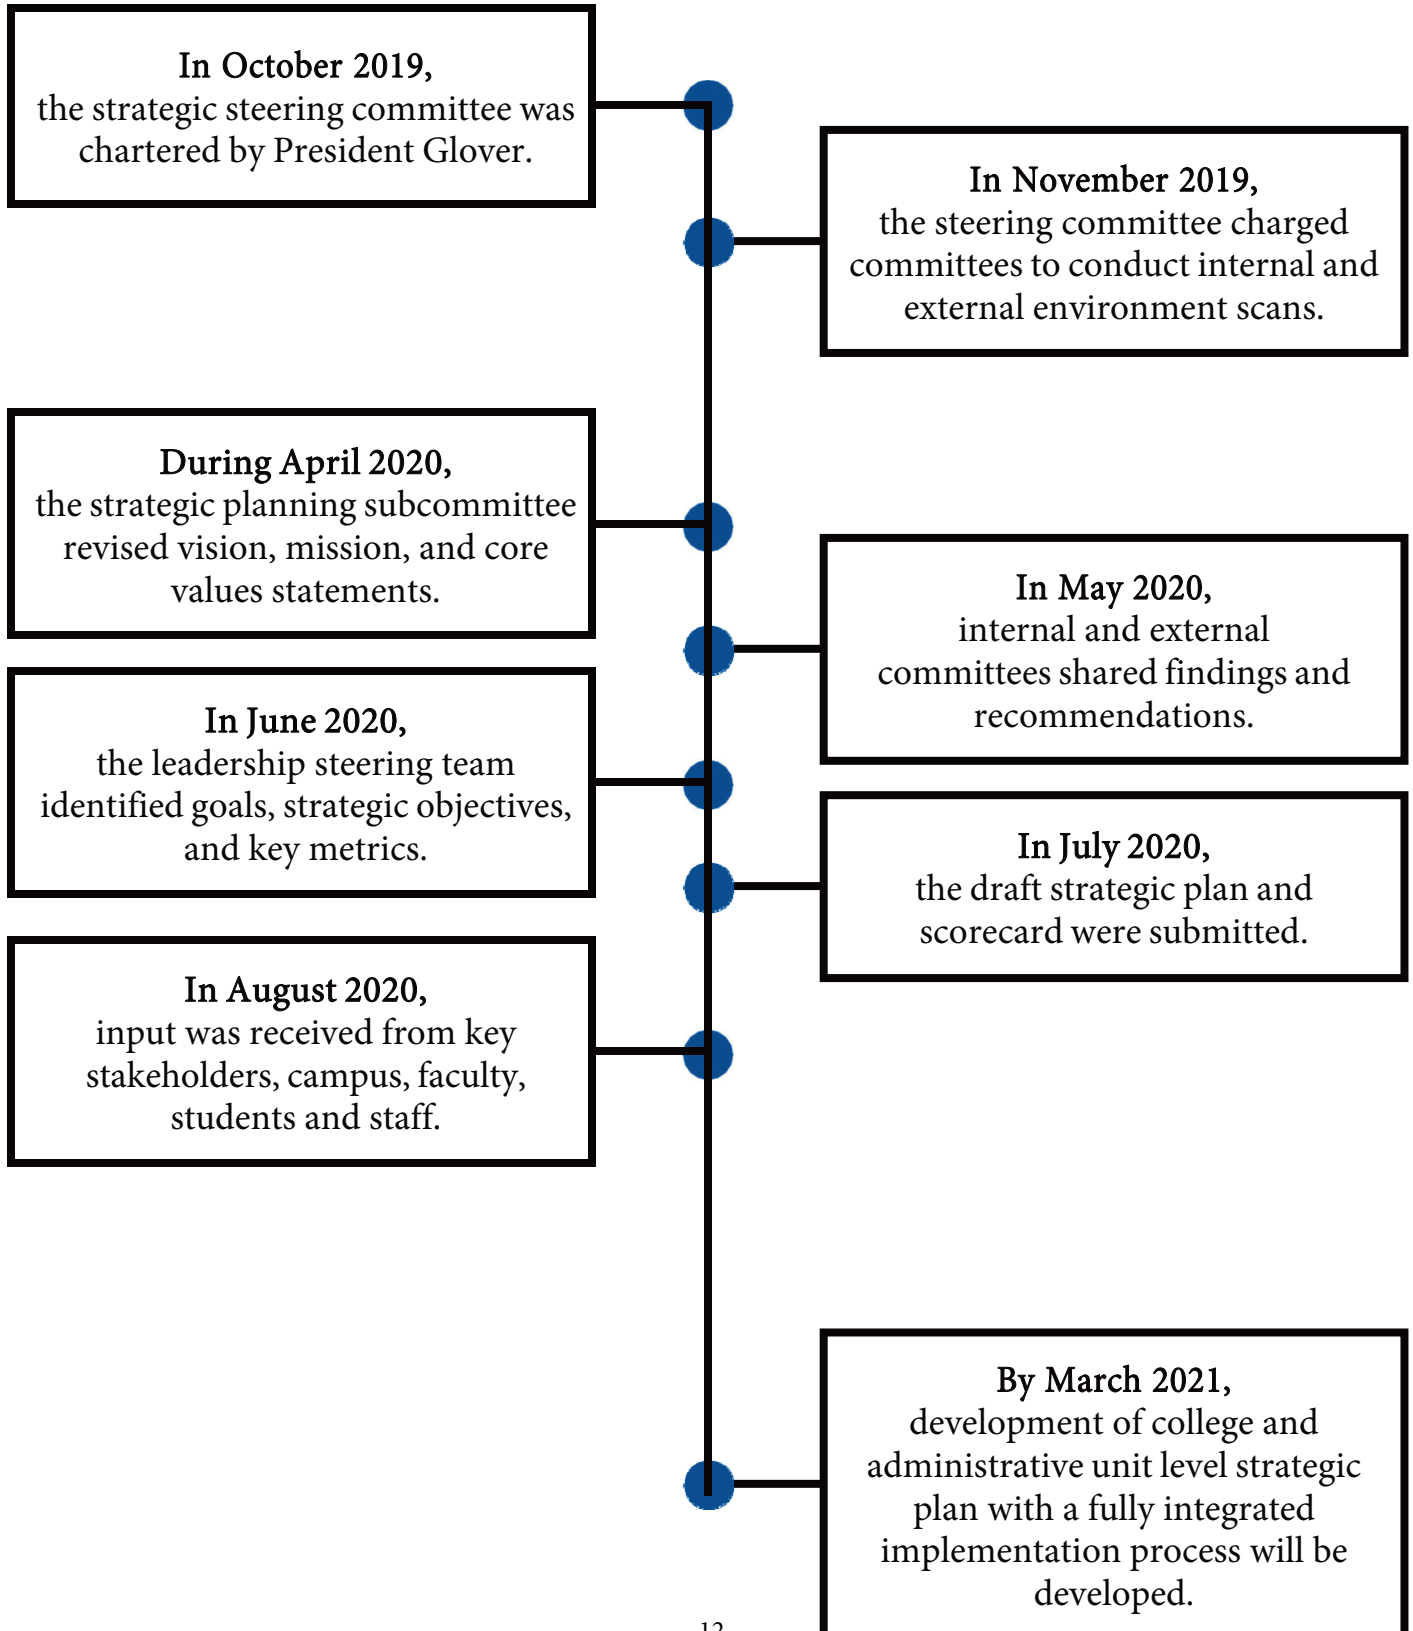 In October 2019,
the strategic steering committee was
chartered by President Glover.
In November 2019,
the steering committee charged
committees to conduct internal and
external environment scans.
During April 2020,
the strategic planning subcommittee
revised vision, mission, and core
values statements.
In May 2020,
internal and external
committees shared findings and
recommendations.
In June 2020,
the leadership steering team
identified goals, strategic objectives,
and key metrics.
In July 2020,
the draft strategic plan and
scorecard were submitted.
In August 2020,
input was received from key
stakeholders, campus, faculty,
students and staff.
By March 2021,
development of college and
administrative unit level strategic
plan with a fully integrated
implementation process will be
developed.